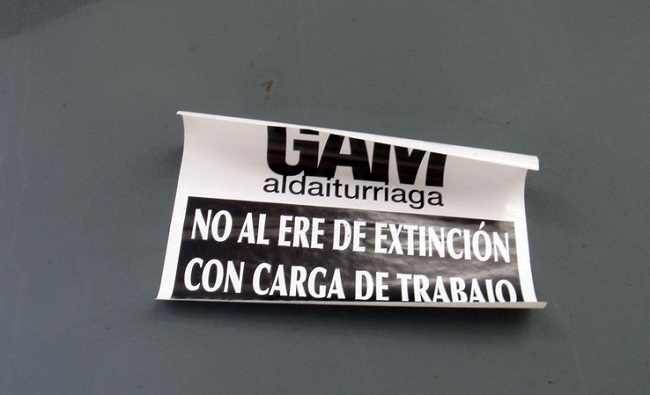 GAM
aldaiturriaga
NO AL ERE DE EXTINCIÓN
CON CARGA DE TRABAJO